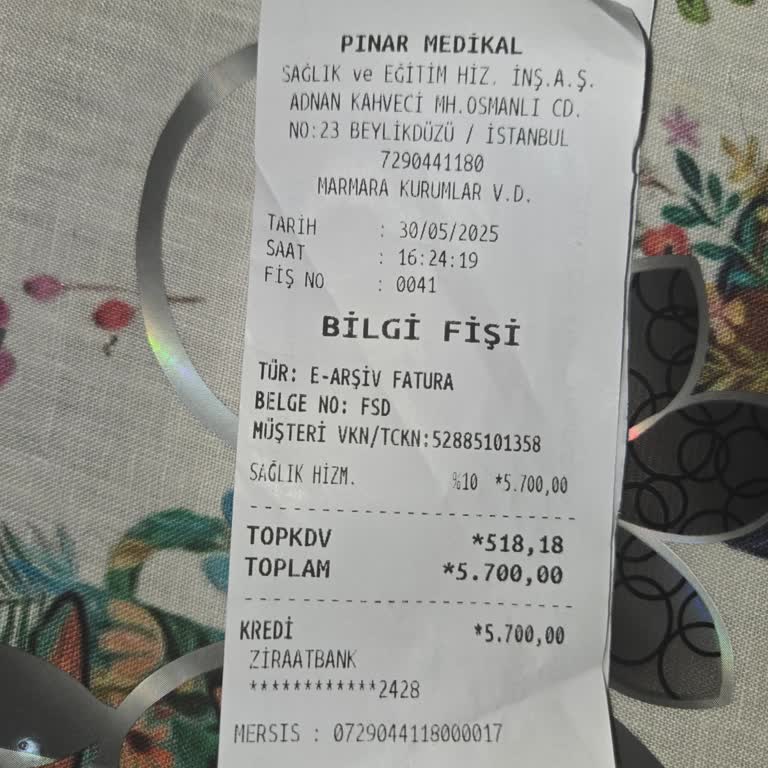 PINAR MEDİKAL
SAĞLIK ve EĞİTİM HİZ. İNŞ.A.Ş.
ADNAN KAHVECİ MH.OSMANLI CD.
NO:23 BEYLİKDÜZÜ / İSTANBUL
7290441180
MARMARA KURUMLAR V.D.
TARİH : 30/05/2025
SAAT : 16:24:19
FİŞ NO : 0041
BİLGİ FİŞİ
TÜR: E-ARŞİV FATURA
BELGE NO: FSD
MÜŞTERİ VKN/TCKN:52885101358
SAĞLIK HİZM. %10 *5.700,00
TOPKDV *518,18
TOPLAM *5.700,00
KREDİ *5.700,00
ZİRAATBANK
************2428
MERSIS : 0729044118000017